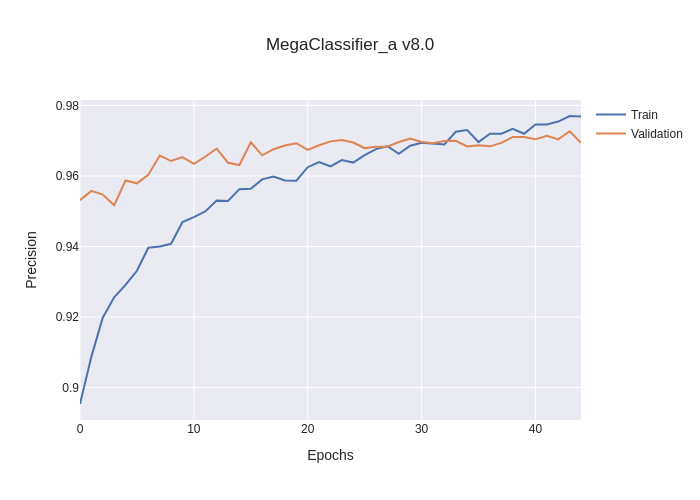 MegaClassifier_a v8.0
Train
Validation
Precision
0.98
0.96
0.94
0.92
0.9
0
10
20
30
40
Epochs